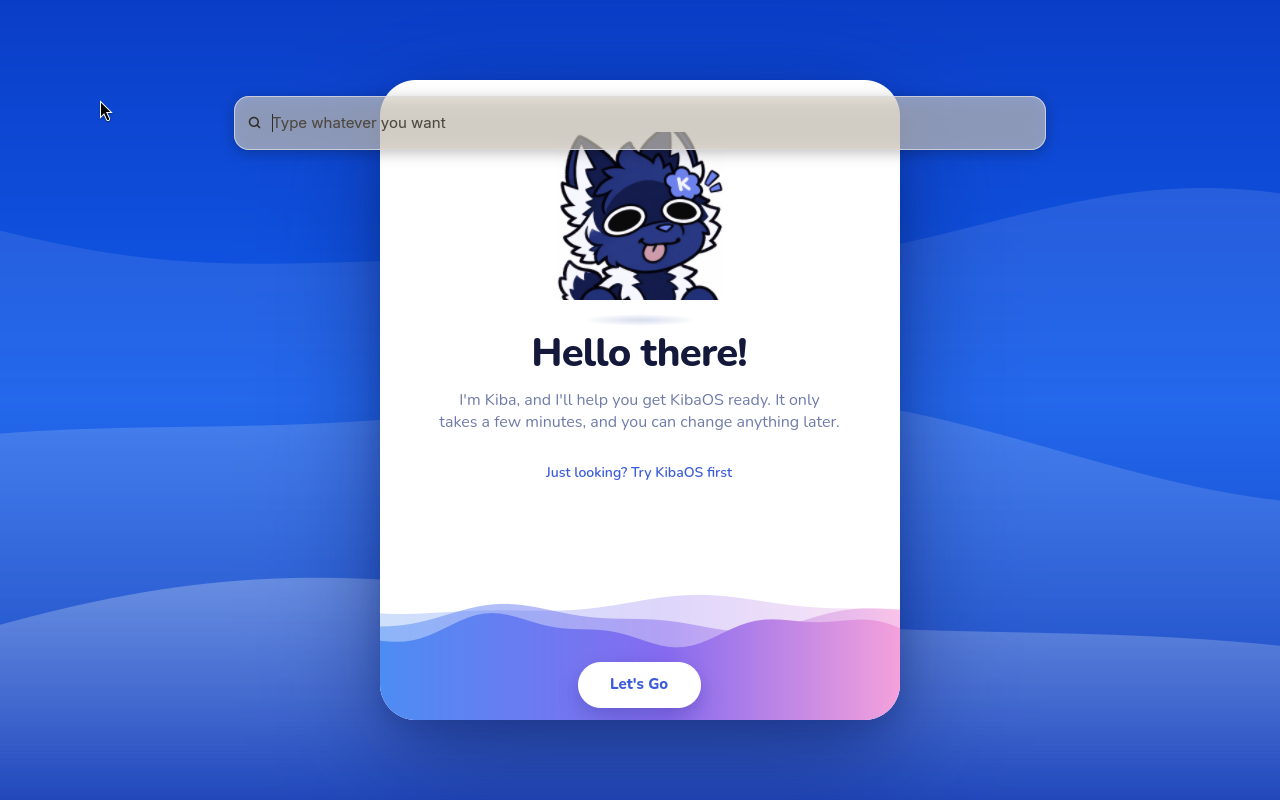 Type whatever you want
K
Hello there!
I'm Kiba, and I'll help you get KibaOS ready. It only
takes a few minutes, and you can change anything later.
Just looking? Try KibaOS first
Let's Go